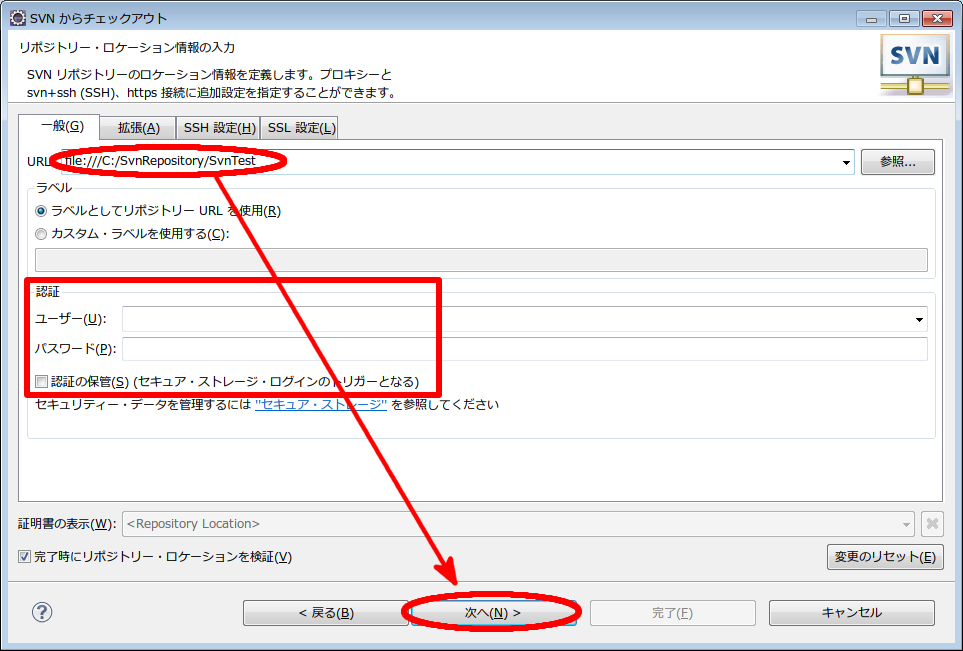 SVN からチェックアウト
リポジトリー・ロケーション情報の入力
SVN リポジトリーのロケーション情報を定義します。プロキシーと
svn+ssh (SSH)、https 接続に追加設定を指定することができます。
SVN
一般(G)
拡張(A)
SSH 設定(H)
SSL 設定(L)
URL
file:///C:/SvnRepository/SvnTest
参照...
ラベル
ラベルとしてリポジトリー URL を使用(R)
カスタム・ラベルを使用する(C):
認証
ユーザー(U):
パスワード(P):
認証の保管(S) (セキュア・ストレージ・ログインのトリガーとなる)
セキュリティー・データを管理するには "セキュア・ストレージ" を参照してください
証明書の表示(W):
<Repository Location>
完了時にリポジトリー・ロケーションを検証(V)
変更のリセット(E)
?
< 戻る(B)
次へ(N) >
完了(F)
キャンセル